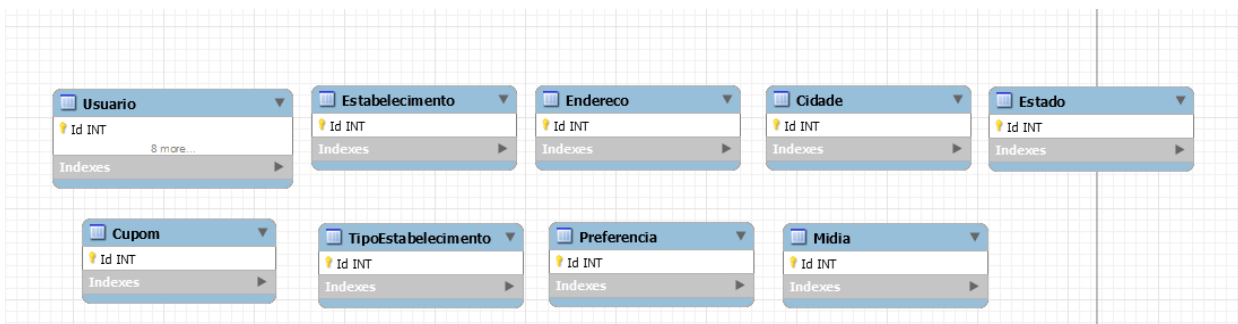 Usuario
Id INT
8 more...
Indexes
Estabelecimento
Id INT
Indexes
Endereco
Id INT
Indexes
Cidade
Id INT
Indexes
Estado
Id INT
Indexes
Cupom
Id INT
Indexes
TipoEstabelecimento
Id INT
Indexes
Preferencia
Id INT
Indexes
Midia
Id INT
Indexes